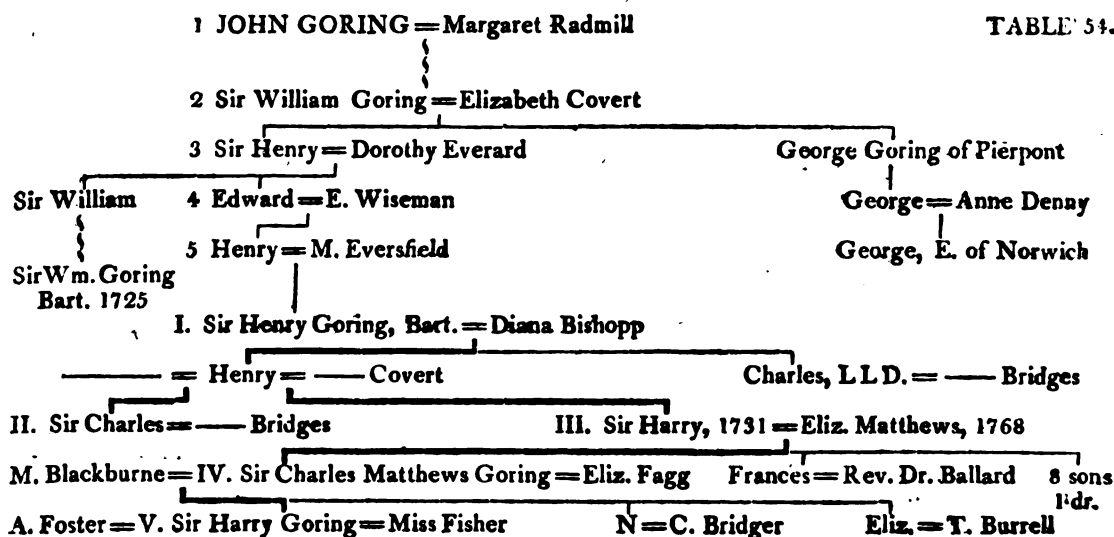 1 JOHN GORING = Margaret Radmill TABLE 54.
2 Sir William Goring = Elizabeth Covert
3 Sir Henry = Dorothy Everard George Goring of Pierpont
Sir William 4 Edward = E. Wiseman George = Anne Denny
5 Henry = M. Eversfield George, E. of Norwich
Sir Wm. Goring
Bart. 1725
I. Sir Henry Goring, Bart. = Diana Bishopp
—— = Henry = — Covert Charles, LLD. = — Bridges
II. Sir Charles = — Bridges III. Sir Harry, 1731 = Eliz. Matthews, 1768
M. Blackburne = IV. Sir Charles Matthews Goring = Eliz. Fagg Frances = Rev. Dr. Ballard 8 sons
1 dr.
A. Foster = V. Sir Harry Goring = Miss Fisher N = C. Bridger Eliz. = T. Burrell